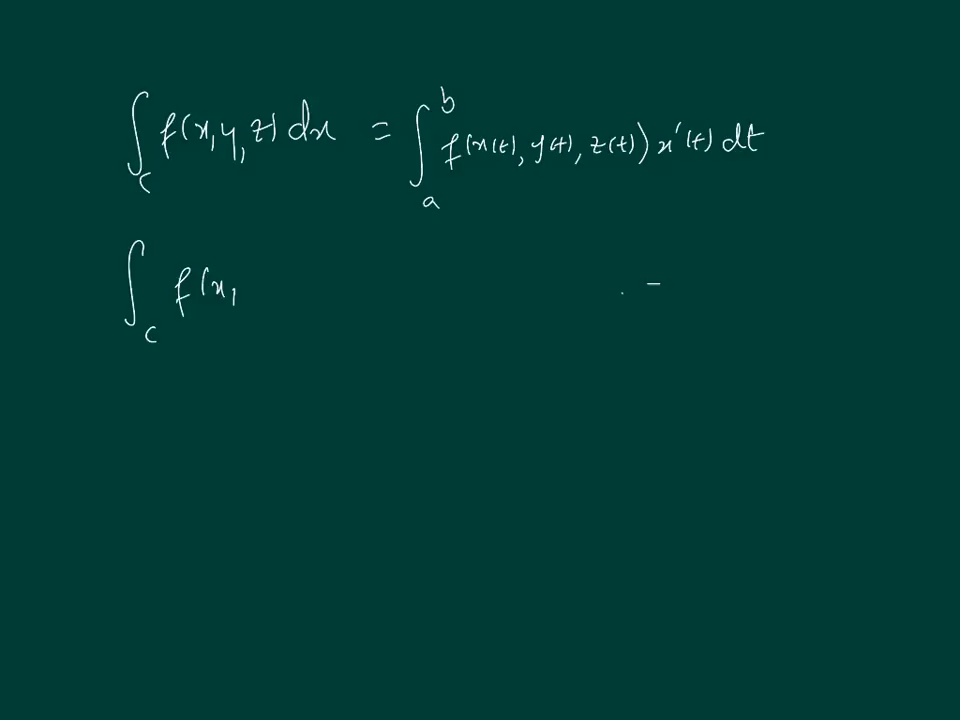 ∫_C f(x,y,z) dx = ∫_a^b f(x(t), y(t), z(t)) x'(t) dt
∫_C f(x,